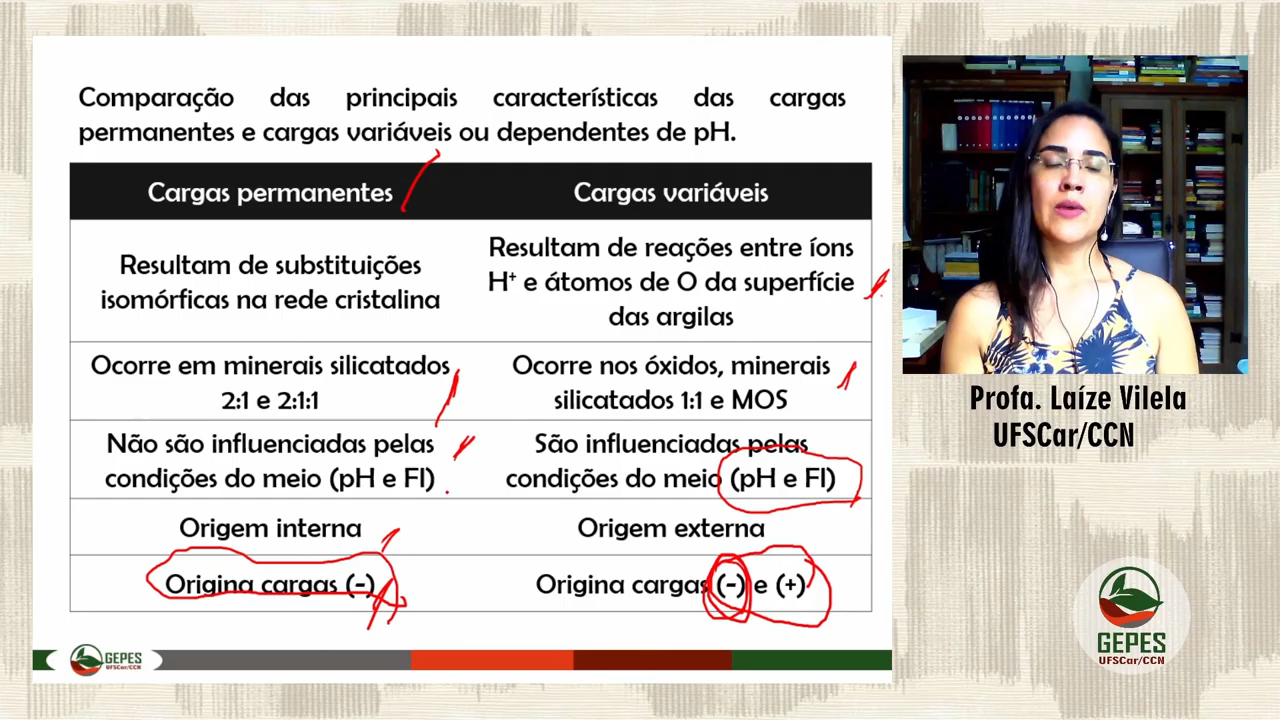 Comparação das principais características das cargas
permanentes e cargas variáveis ou dependentes de pH.
Cargas permanentes
Cargas variáveis
Resultam de substituições
isomórficas na rede cristalina
Resultam de reações entre íons
H⁺ e átomos de O da superfície
das argilas
Ocorre em minerais silicatados
2:1 e 2:1:1
Ocorre nos óxidos, minerais
silicatados 1:1 e MOS
Não são influenciadas pelas
condições do meio (pH e FI)
São influenciadas pelas
condições do meio (pH e FI)
Origem interna
Origem externa
Origina cargas (-)
Origina cargas (-) e (+)
GEPES
UFSCar/CCN
Profa. Laíze Vilela
UFSCar/CCN
GEPES
UFSCar/CCN